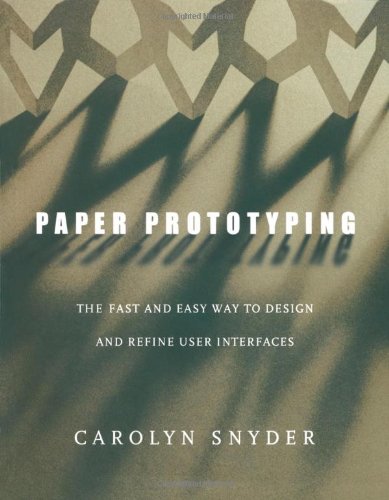 PAPER PROTOTYPING
THE FAST AND EASY WAY TO DESIGN
AND REFINE USER INTERFACES
CAROLYN SNYDER